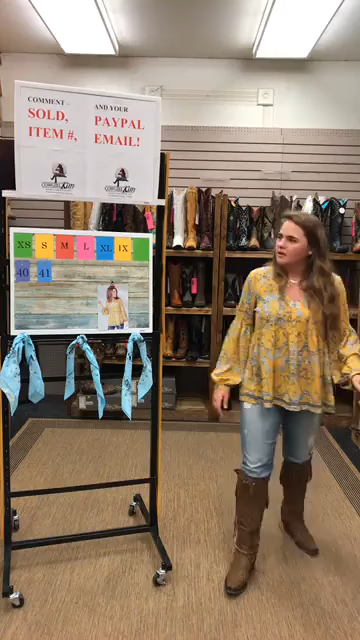 COMMENT –
SOLD,
ITEM #,
AND YOUR
PAYPAL
EMAIL!
XS S M L XL 1X
40 41